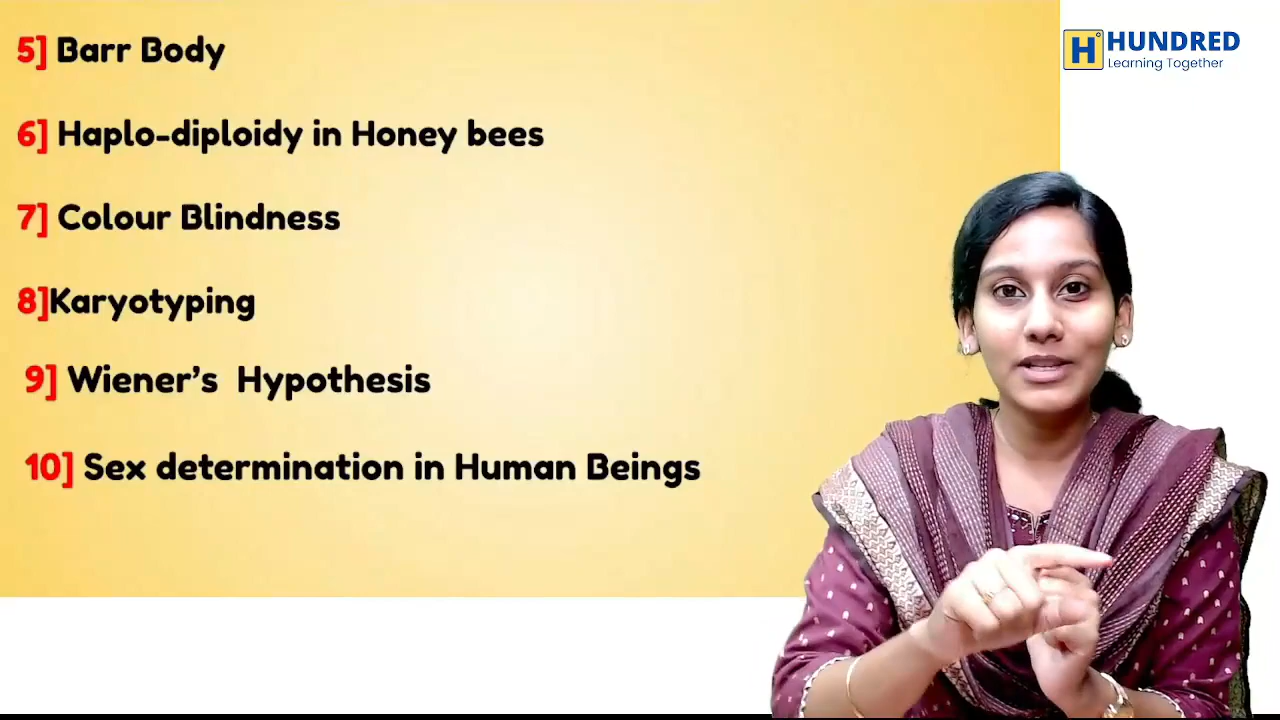 5] Barr Body
6] Haplo-diploidy in Honey bees
7] Colour Blindness
8]Karyotyping
9] Wiener’s  Hypothesis
10] Sex determination in Human Beings
H HUNDRED
Learning Together